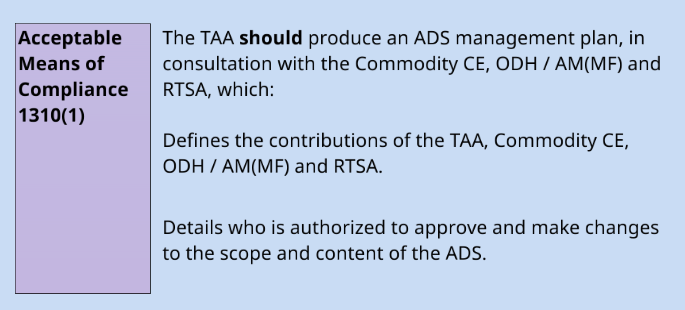 Acceptable
Means of
Compliance
1310(1)
The TAA should produce an ADS management plan, in
consultation with the Commodity CE, ODH / AM(MF) and
RTSA, which:
Defines the contributions of the TAA, Commodity CE,
ODH / AM(MF) and RTSA.
Details who is authorized to approve and make changes
to the scope and content of the ADS.